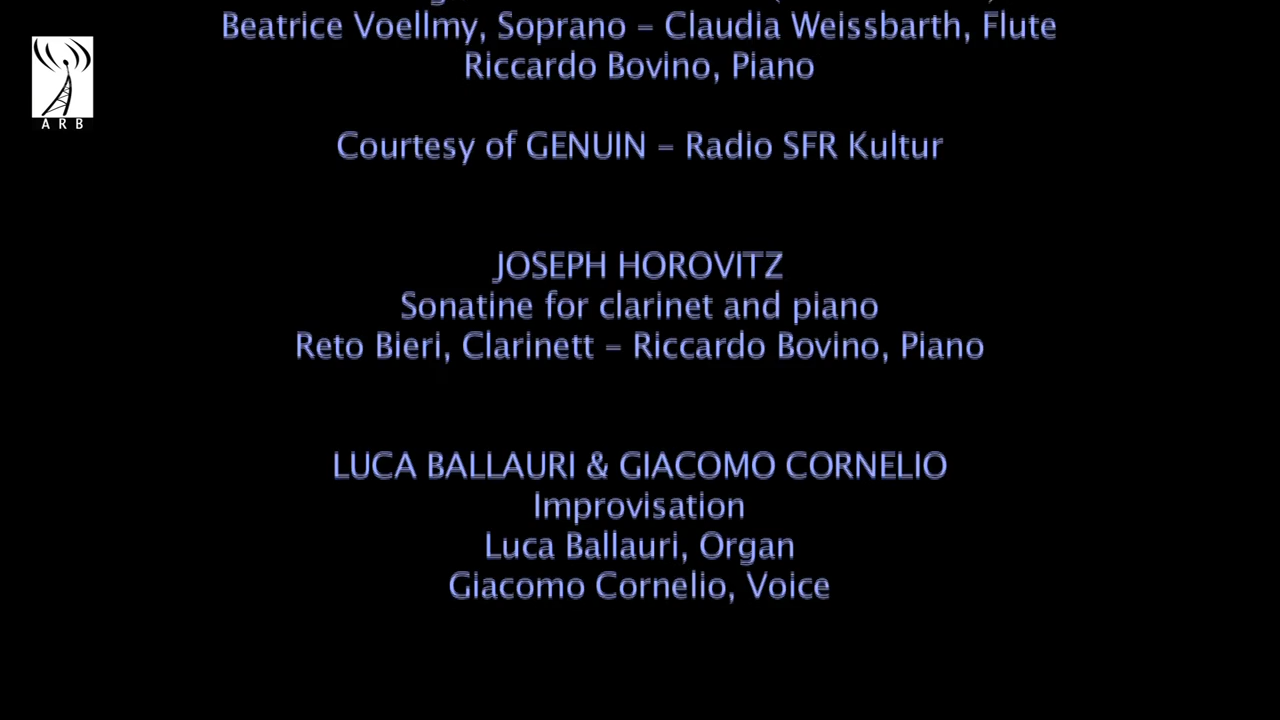 Beatrice Voellmy, Soprano – Claudia Weissbarth, Flute
Riccardo Bovino, Piano
ARB
Courtesy of GENUIN – Radio SFR Kultur
JOSEPH HOROVITZ
Sonatine for clarinet and piano
Reto Bieri, Clarinett – Riccardo Bovino, Piano
LUCA BALLAURI & GIACOMO CORNELIO
Improvisation
Luca Ballauri, Organ
Giacomo Cornelio, Voice